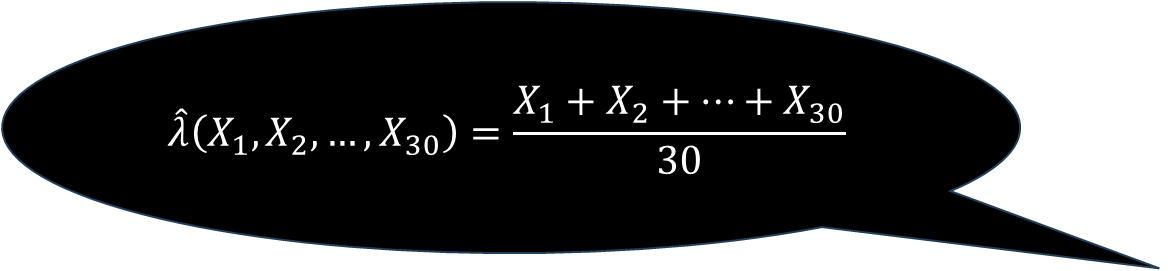 λ̂(X₁, X₂, …, X₃₀) = (X₁ + X₂ + ⋯ + X₃₀) / 30